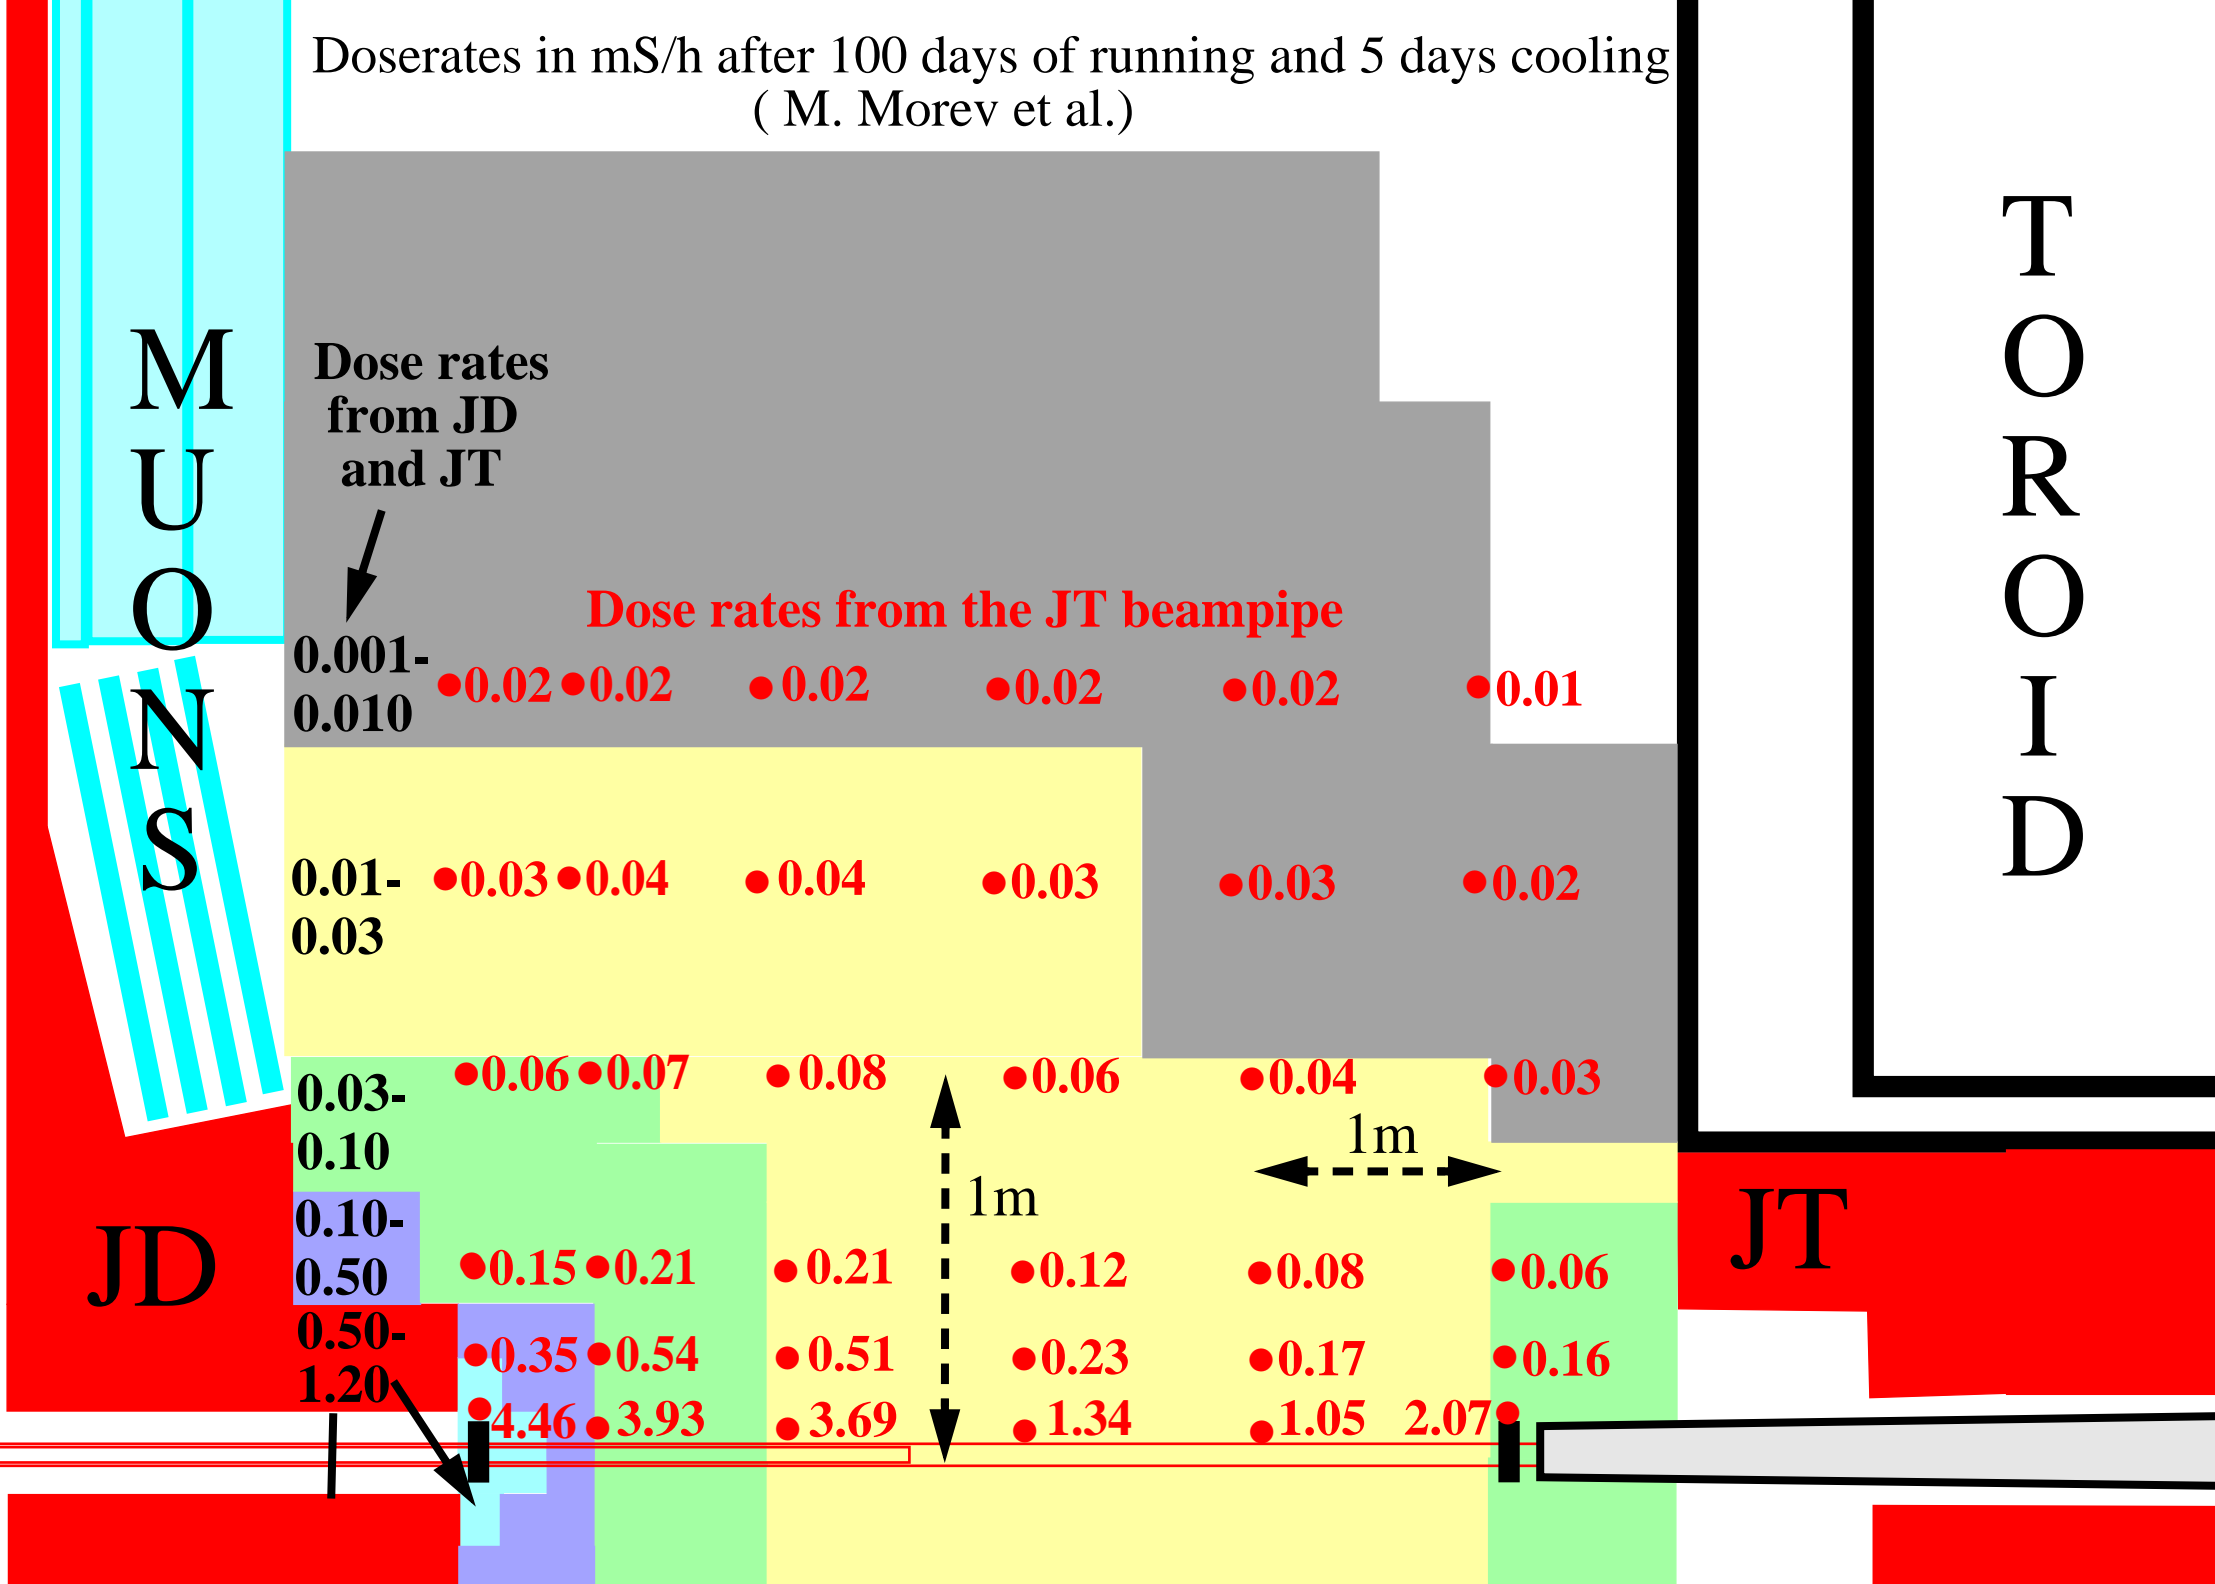 Doserates in mS/h after 100 days of running and 5 days cooling
( M. Morev et al.)
MUONS
TOROID
Dose rates
from JD
and JT
Dose rates from the JT beampipe
0.001-
0.010
0.02 0.02 0.02 0.02 0.02 0.01
0.01-
0.03
0.03 0.04 0.04 0.03 0.03 0.02
0.03-
0.10
0.06 0.07 0.08 0.06 0.04 0.03
1m
1m
JD
JT
0.10-
0.50
0.15 0.21 0.21 0.12 0.08 0.06
0.50-
1.20
0.35 0.54 0.51 0.23 0.17 0.16
4.46 3.93 3.69 1.34 1.05 2.07